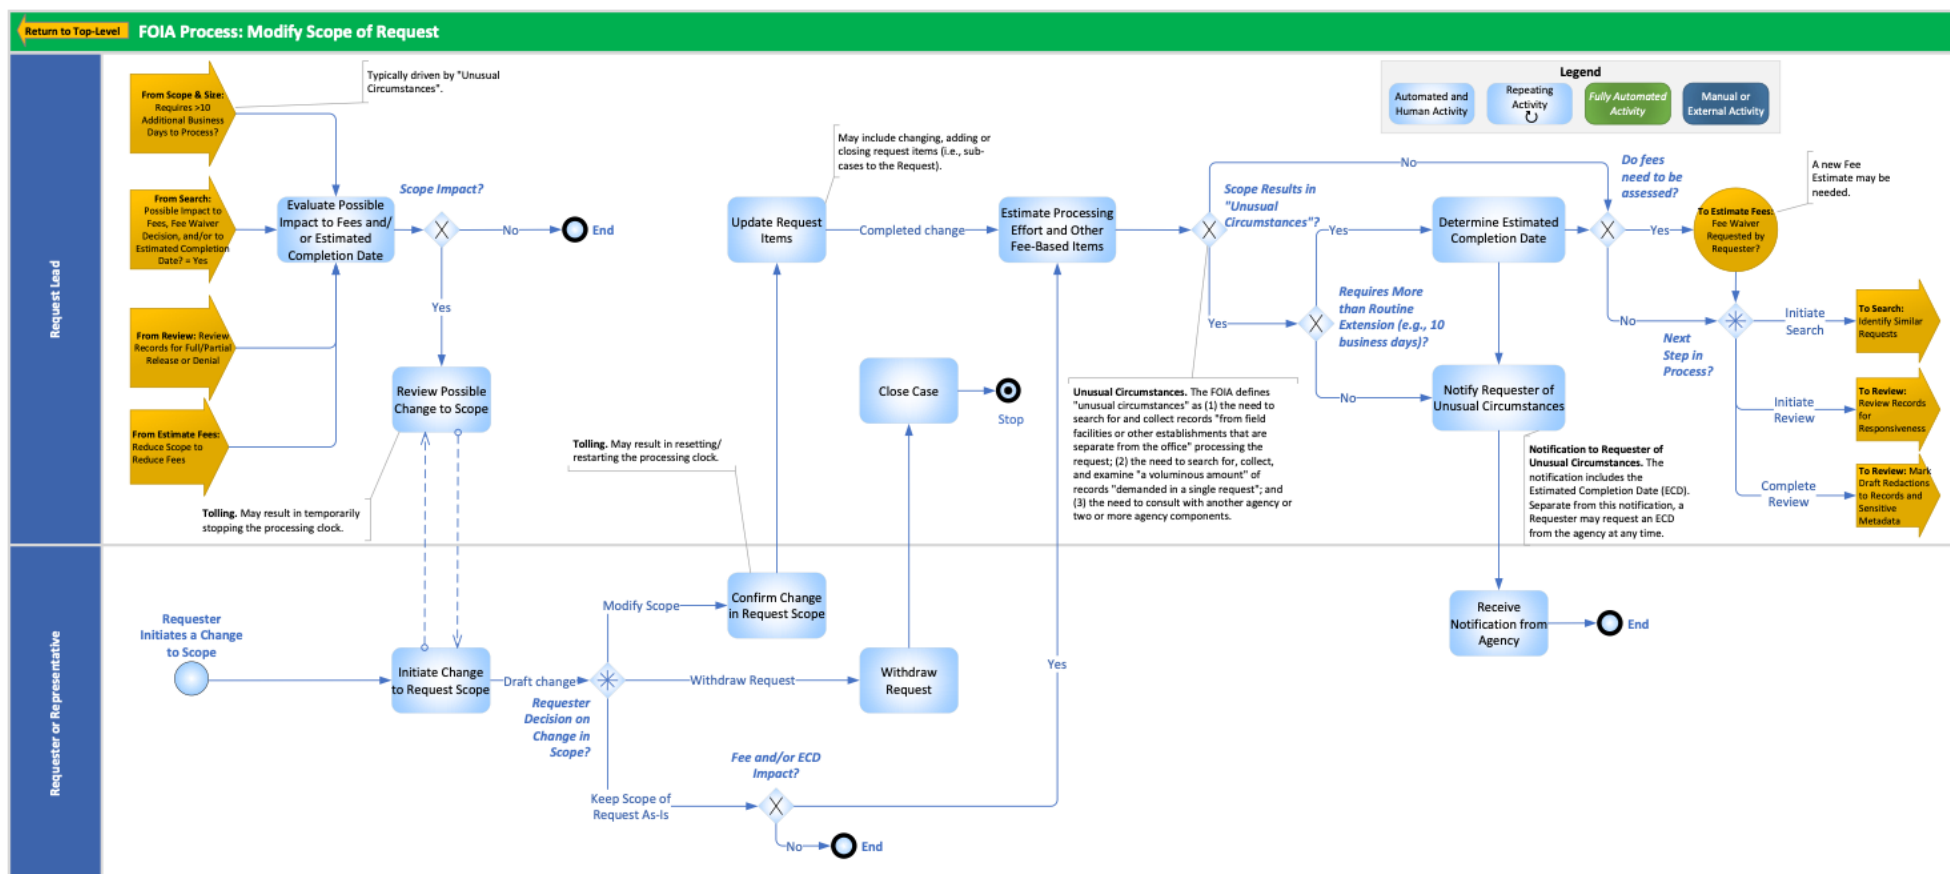 Return to Top-Level
FOIA Process: Modify Scope of Request
Request Lead
From Scope & Size:
Requires >10
Additional Business
Days to Process?
Typically driven by "Unusual
Circumstances".
From Search:
Possible Impact to
Fees, Fee Waiver
Decision, and/or to
Estimated Completion
Date? = Yes
From Review: Review
Records for Full/Partial
Release or Denial
From Estimate Fees:
Reduce Scope to
Reduce Fees
Evaluate Possible
Impact to Fees and/
or Estimated
Completion Date
Scope Impact?
X
No
End
Yes
Review Possible
Change to Scope
Tolling. May result in temporarily
stopping the processing clock.
Tolling. May result in resetting/
restarting the processing clock.
Update Request
Items
May include changing, adding or
closing request items (i.e., sub-
cases to the Request).
Completed change
Close Case
Stop
Estimate Processing
Effort and Other
Fee-Based Items
X
Scope Results in
"Unusual
Circumstances"?
No
Yes
Unusual Circumstances. The FOIA defines
"unusual circumstances" as (1) the need to
search for and collect records "from field
facilities or other establishments that are
separate from the office" processing the
request; (2) the need to search for, collect,
and examine "a voluminous amount" of
records "demanded in a single request"; and
(3) the need to consult with another agency or
two or more agency components.
X
Requires More
than Routine
Extension (e.g., 10
business days)?
Yes
No
Determine Estimated
Completion Date
Notify Requester of
Unusual Circumstances
Notification to Requester of
Unusual Circumstances. The
notification includes the
Estimated Completion Date (ECD).
Separate from this notification, a
Requester may request an ECD
from the agency at any time.
Legend
Automated and
Human Activity
Repeating
Activity
Fully Automated
Activity
Manual or
External Activity
Do fees
need to be
assessed?
X
Yes
No
To Estimate Fees:
Fee Waiver
Requested by
Requester?
A new Fee
Estimate may be
needed.
Next
Step in
Process?
Initiate
Search
To Search:
Identify Similar
Requests
Initiate
Review
To Review:
Review Records
for
Responsiveness
Complete
Review
To Review: Mark
Draft Redactions
to Records and
Sensitive
Metadata
Requester or Representative
Requester
Initiates a Change
to Scope
Initiate Change
to Request Scope
Draft change
Requester
Decision on
Change in
Scope?
Modify Scope
Confirm Change
in Request Scope
Withdraw Request
Withdraw
Request
Keep Scope of
Request As-Is
Fee and/or ECD
Impact?
X
Yes
No
End
Receive
Notification from
Agency
End